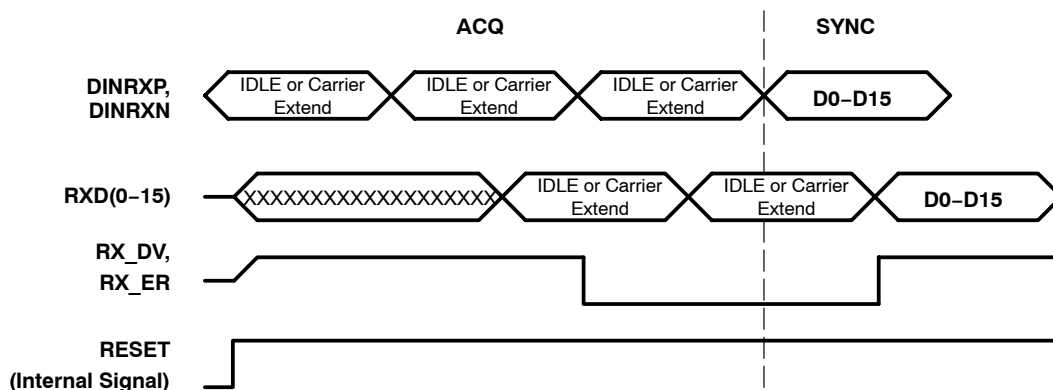 ACQ SYNC
DINRXP,
DINRXN
IDLE or Carrier
Extend
IDLE or Carrier
Extend
IDLE or Carrier
Extend
D0–D15
RXD(0–15)
XXXXXXXXXXXXXXXXXXX
IDLE or Carrier
Extend
IDLE or Carrier
Extend
D0–D15
RX_DV,
RX_ER
RESET
(Internal Signal)